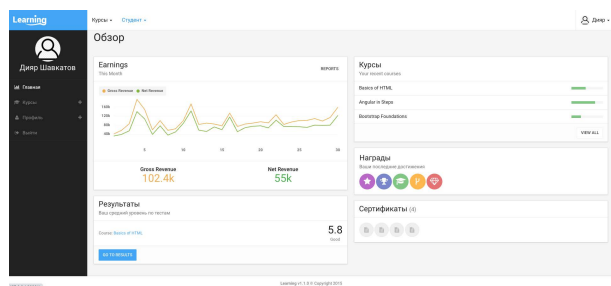 Learning
Курсы
Студент
Дияр
Дияр Шавкатов
Главная
Курсы
Профиль
Выйти
Обзор
Earnings
This Month
REPORTS
Gross Revenue
Net Revenue
5 10 15 20 25 30
Gross Revenue
102.4k
Net Revenue
55k
Результаты
Ваш средний уровень по тестам
Course: Basics of HTML
5.8
Good
GO TO RESULTS
Курсы
Your recent courses
Basics of HTML
Angular in Steps
Bootstrap Foundations
VIEW ALL
Награды
Ваши последние достижения
Сертификаты (4)
Learning v1.1.0 © Copyright 2015